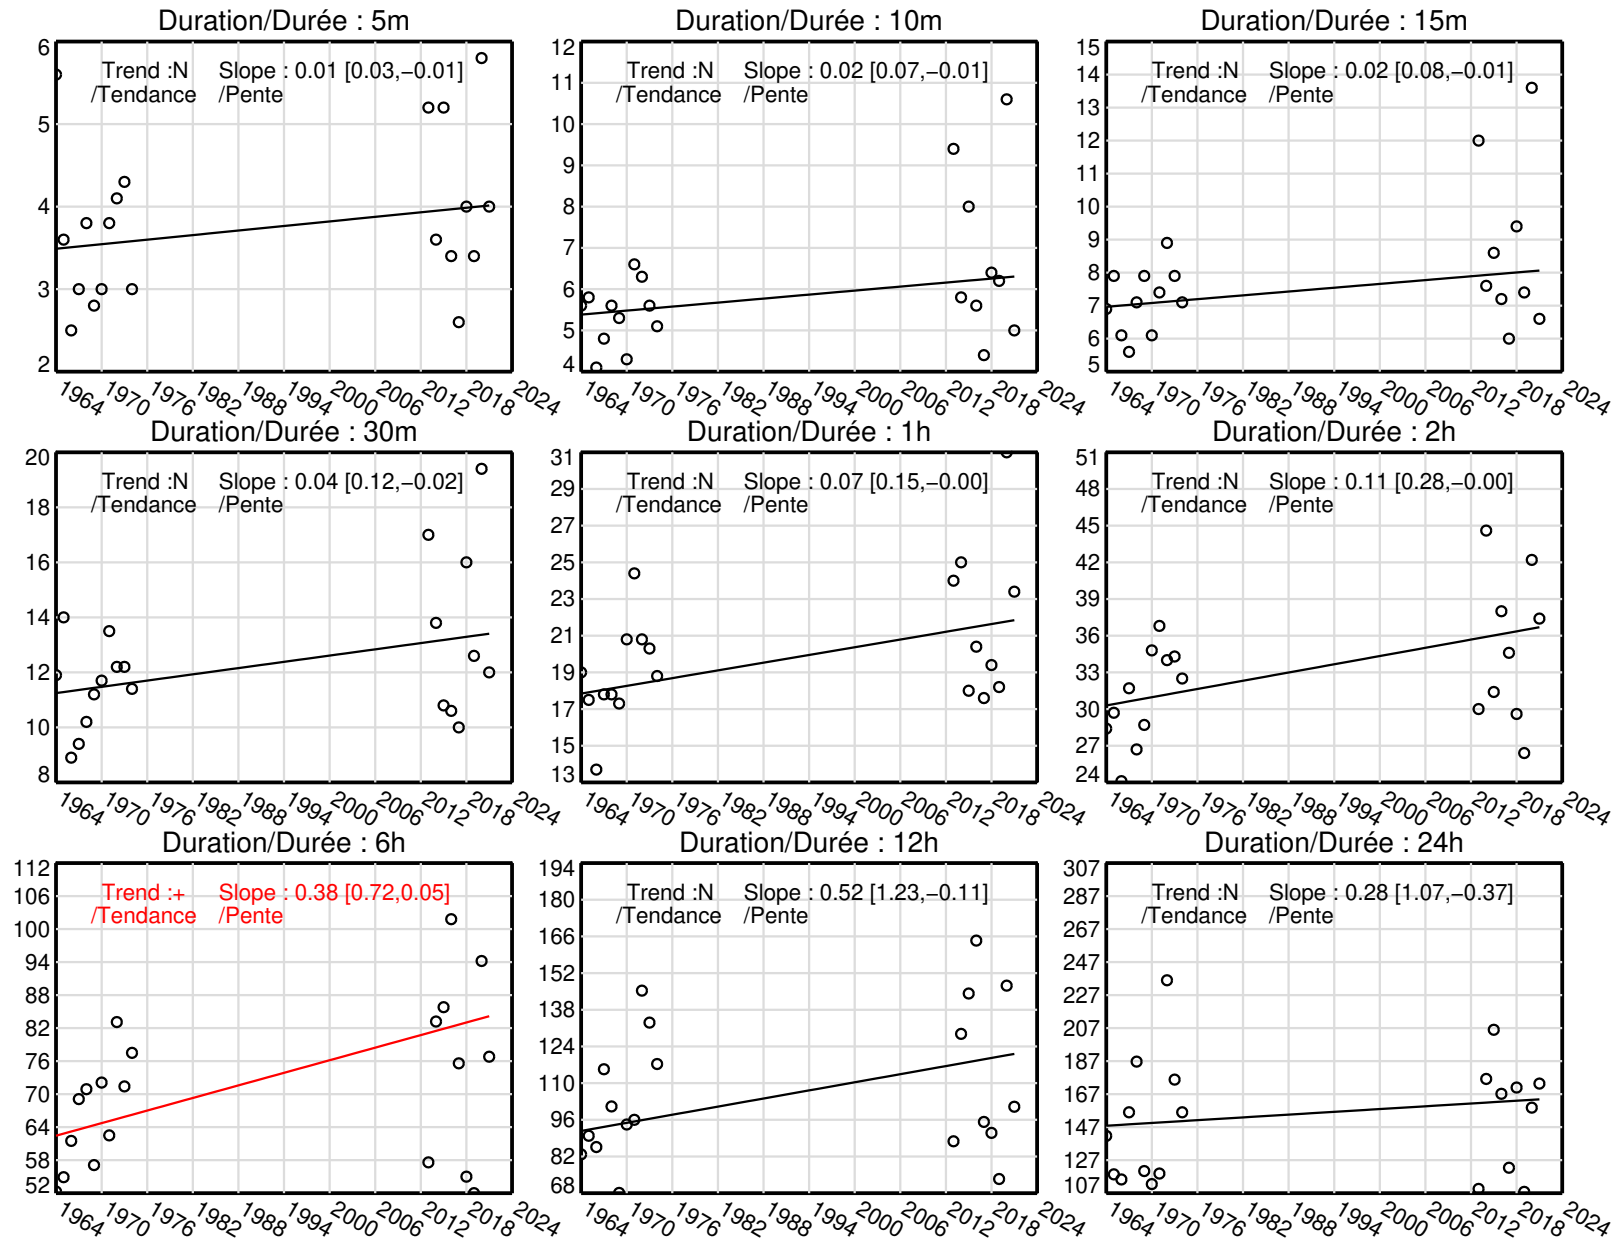 Duration/Durée : 5m
Trend :N Slope : 0.01 [0.03,−0.01]
/Tendance /Pente
6
5
4
3
2
1964 1970 1976 1982 1988 1994 2000 2006 2012 2018 2024
Duration/Durée : 10m
Trend :N Slope : 0.02 [0.07,−0.01]
/Tendance /Pente
12
11
10
9
8
7
6
5
4
1964 1970 1976 1982 1988 1994 2000 2006 2012 2018 2024
Duration/Durée : 15m
Trend :N Slope : 0.02 [0.08,−0.01]
/Tendance /Pente
15
14
13
12
11
10
9
8
7
6
5
1964 1970 1976 1982 1988 1994 2000 2006 2012 2018 2024
Duration/Durée : 30m
Trend :N Slope : 0.04 [0.12,−0.02]
/Tendance /Pente
20
18
16
14
12
10
8
1964 1970 1976 1982 1988 1994 2000 2006 2012 2018 2024
Duration/Durée : 1h
Trend :N Slope : 0.07 [0.15,−0.00]
/Tendance /Pente
31
29
27
25
23
21
19
17
15
13
1964 1970 1976 1982 1988 1994 2000 2006 2012 2018 2024
Duration/Durée : 2h
Trend :N Slope : 0.11 [0.28,−0.00]
/Tendance /Pente
51
48
45
42
39
36
33
30
27
24
1964 1970 1976 1982 1988 1994 2000 2006 2012 2018 2024
Duration/Durée : 6h
Trend :+ Slope : 0.38 [0.72,0.05]
/Tendance /Pente
112
106
100
94
88
82
76
70
64
58
52
1964 1970 1976 1982 1988 1994 2000 2006 2012 2018 2024
Duration/Durée : 12h
Trend :N Slope : 0.52 [1.23,−0.11]
/Tendance /Pente
194
180
166
152
138
124
110
96
82
68
1964 1970 1976 1982 1988 1994 2000 2006 2012 2018 2024
Duration/Durée : 24h
Trend :N Slope : 0.28 [1.07,−0.37]
/Tendance /Pente
307
287
267
247
227
207
187
167
147
127
107
1964 1970 1976 1982 1988 1994 2000 2006 2012 2018 2024